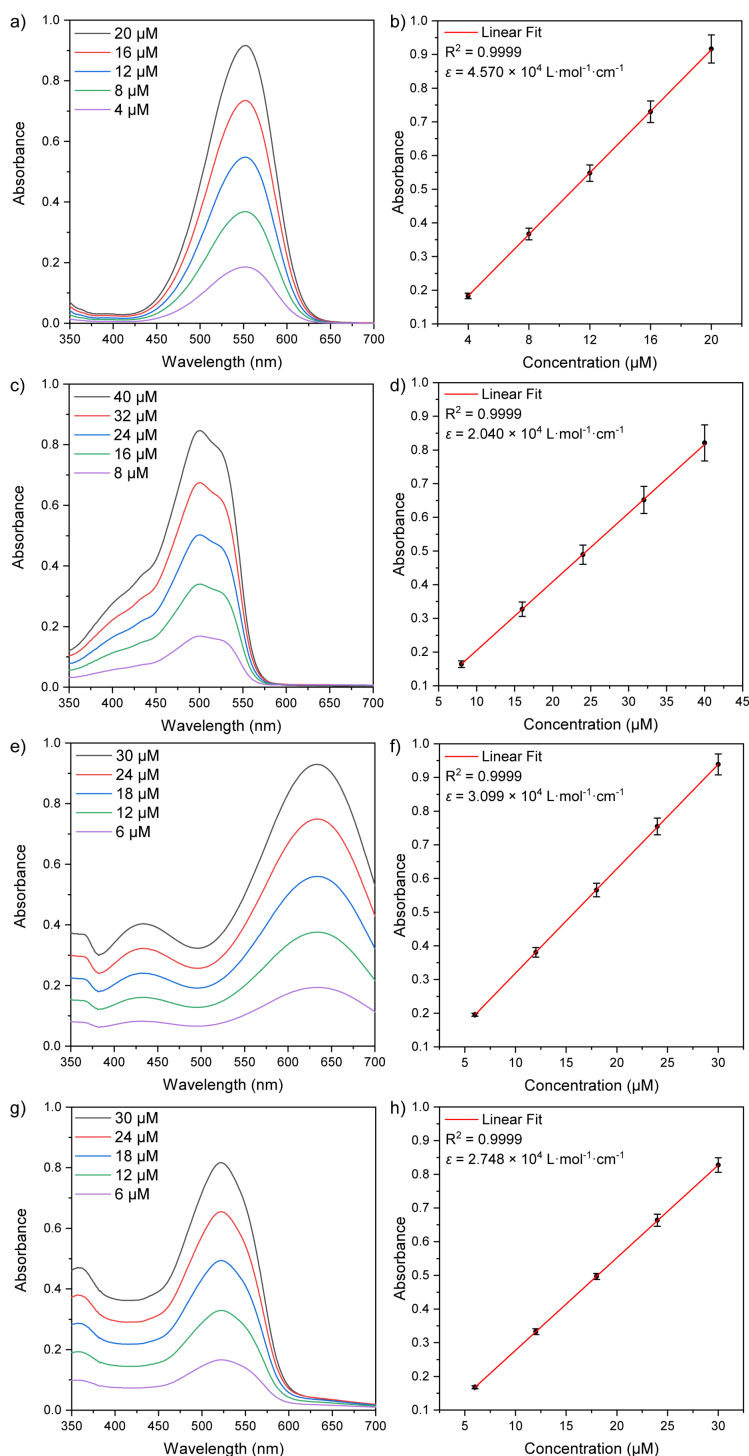 a)
1.0
0.8
0.6
0.4
0.2
0.0
Absorbance
20 μM
16 μM
12 μM
8 μM
4 μM
350 400 450 500 550 600 650 700
Wavelength (nm)
b)
1.0
0.9
0.8
0.7
0.6
0.5
0.4
0.3
0.2
0.1
Absorbance
Linear Fit
R² = 0.9999
ε = 4.570 × 10⁴ L·mol⁻¹·cm⁻¹
4 8 12 16 20
Concentration (μM)
c)
1.0
0.8
0.6
0.4
0.2
0.0
Absorbance
40 μM
32 μM
24 μM
16 μM
8 μM
350 400 450 500 550 600 650 700
Wavelength (nm)
d)
1.0
0.9
0.8
0.7
0.6
0.5
0.4
0.3
0.2
0.1
Absorbance
Linear Fit
R² = 0.9999
ε = 2.040 × 10⁴ L·mol⁻¹·cm⁻¹
10 15 20 25 30 35 40 45
Concentration (μM)
e)
1.0
0.8
0.6
0.4
0.2
0.0
Absorbance
30 μM
24 μM
18 μM
12 μM
6 μM
350 400 450 500 550 600 650 700
Wavelength (nm)
f)
1.0
0.9
0.8
0.7
0.6
0.5
0.4
0.3
0.2
0.1
Absorbance
Linear Fit
R² = 0.9999
ε = 3.099 × 10⁴ L·mol⁻¹·cm⁻¹
5 10 15 20 25 30
Concentration (μM)
g)
1.0
0.8
0.6
0.4
0.2
0.0
Absorbance
30 μM
24 μM
18 μM
12 μM
6 μM
350 400 450 500 550 600 650 700
Wavelength (nm)
h)
1.0
0.9
0.8
0.7
0.6
0.5
0.4
0.3
0.2
0.1
Absorbance
Linear Fit
R² = 0.9999
ε = 2.748 × 10⁴ L·mol⁻¹·cm⁻¹
5 10 15 20 25 30
Concentration (μM)